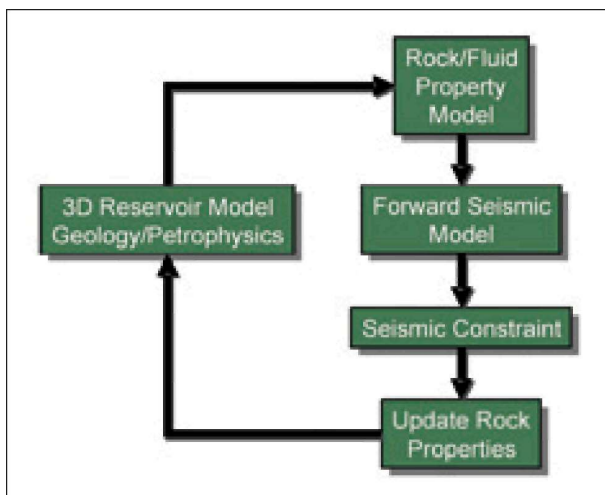 Rock/Fluid
Property
Model
3D Reservoir Model
Geology/Petrophysics
Forward Seismic
Model
Seismic Constraint
Update Rock
Properties